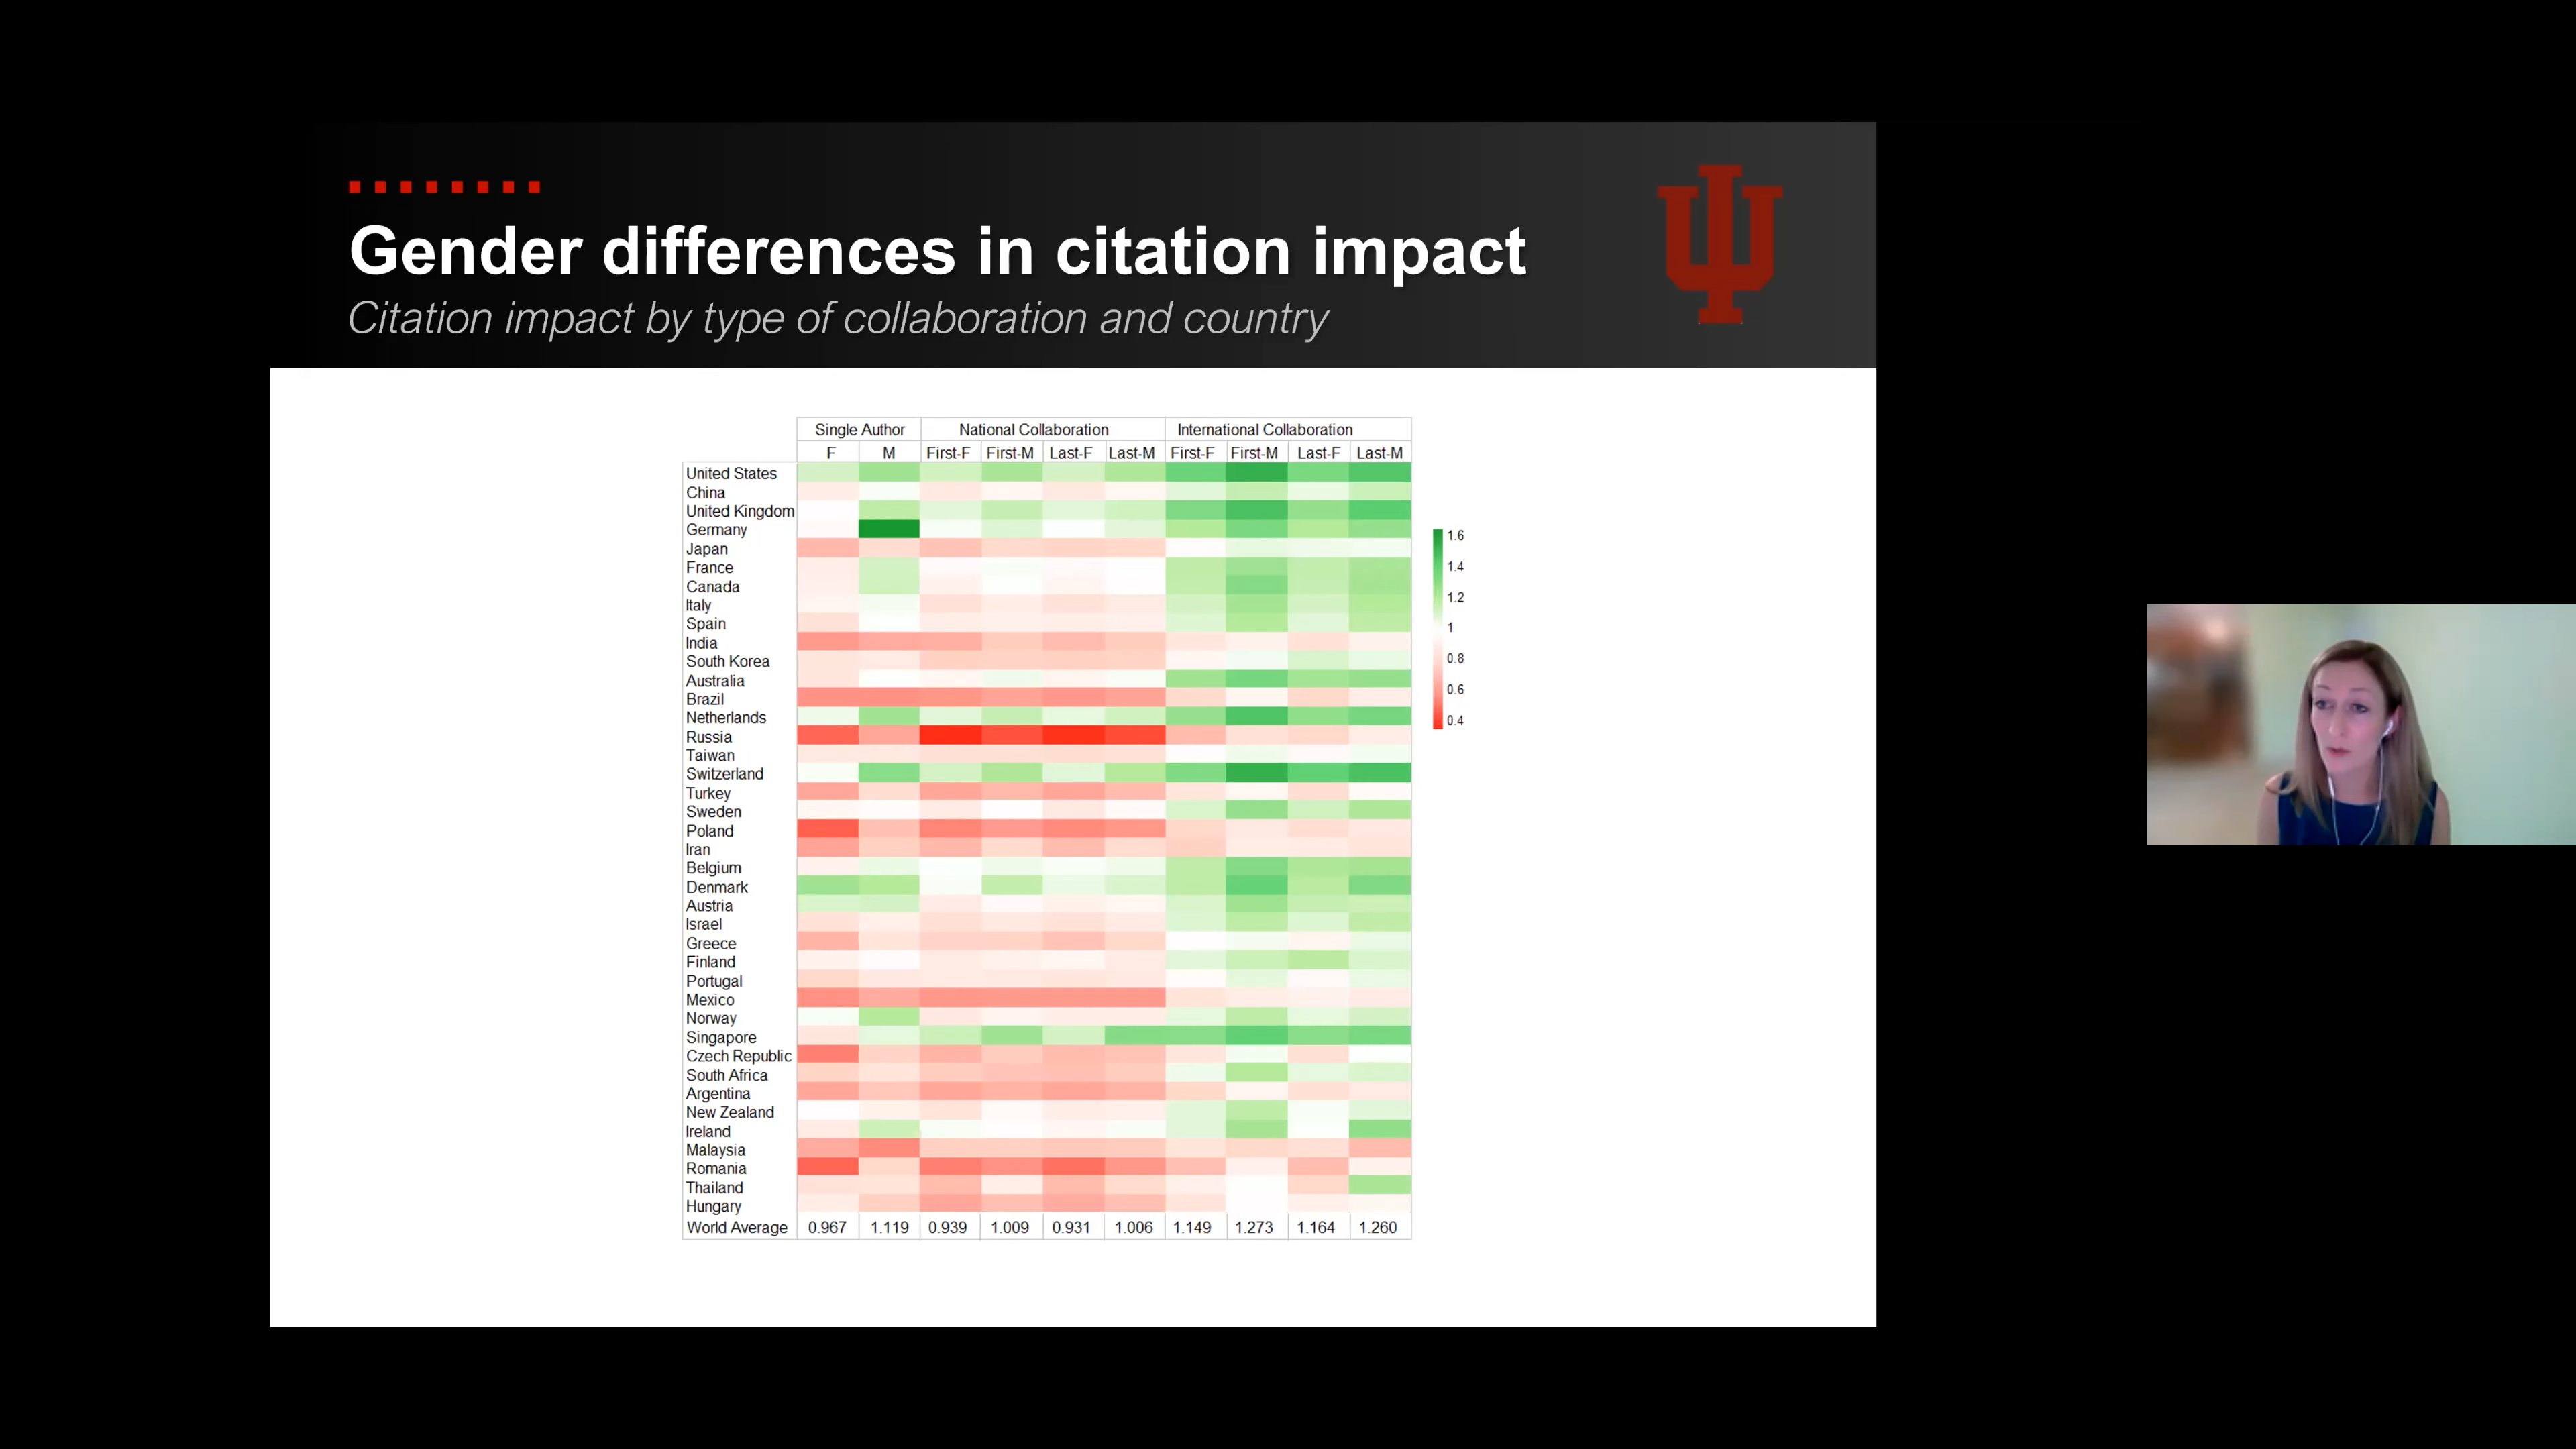 Gender differences in citation impact
Citation impact by type of collaboration and country
Single Author National Collaboration International Collaboration
F M First-F First-M Last-F Last-M First-F First-M Last-F Last-M
United States
China
United Kingdom
Germany
Japan
France
Canada
Italy
Spain
India
South Korea
Australia
Brazil
Netherlands
Russia
Taiwan
Switzerland
Turkey
Sweden
Poland
Iran
Belgium
Denmark
Austria
Israel
Greece
Finland
Portugal
Mexico
Norway
Singapore
Czech Republic
South Africa
Argentina
New Zealand
Ireland
Malaysia
Romania
Thailand
Hungary
World Average 0.967 1.119 0.939 1.009 0.931 1.006 1.149 1.273 1.164 1.260
1.6
1.4
1.2
1
0.8
0.6
0.4